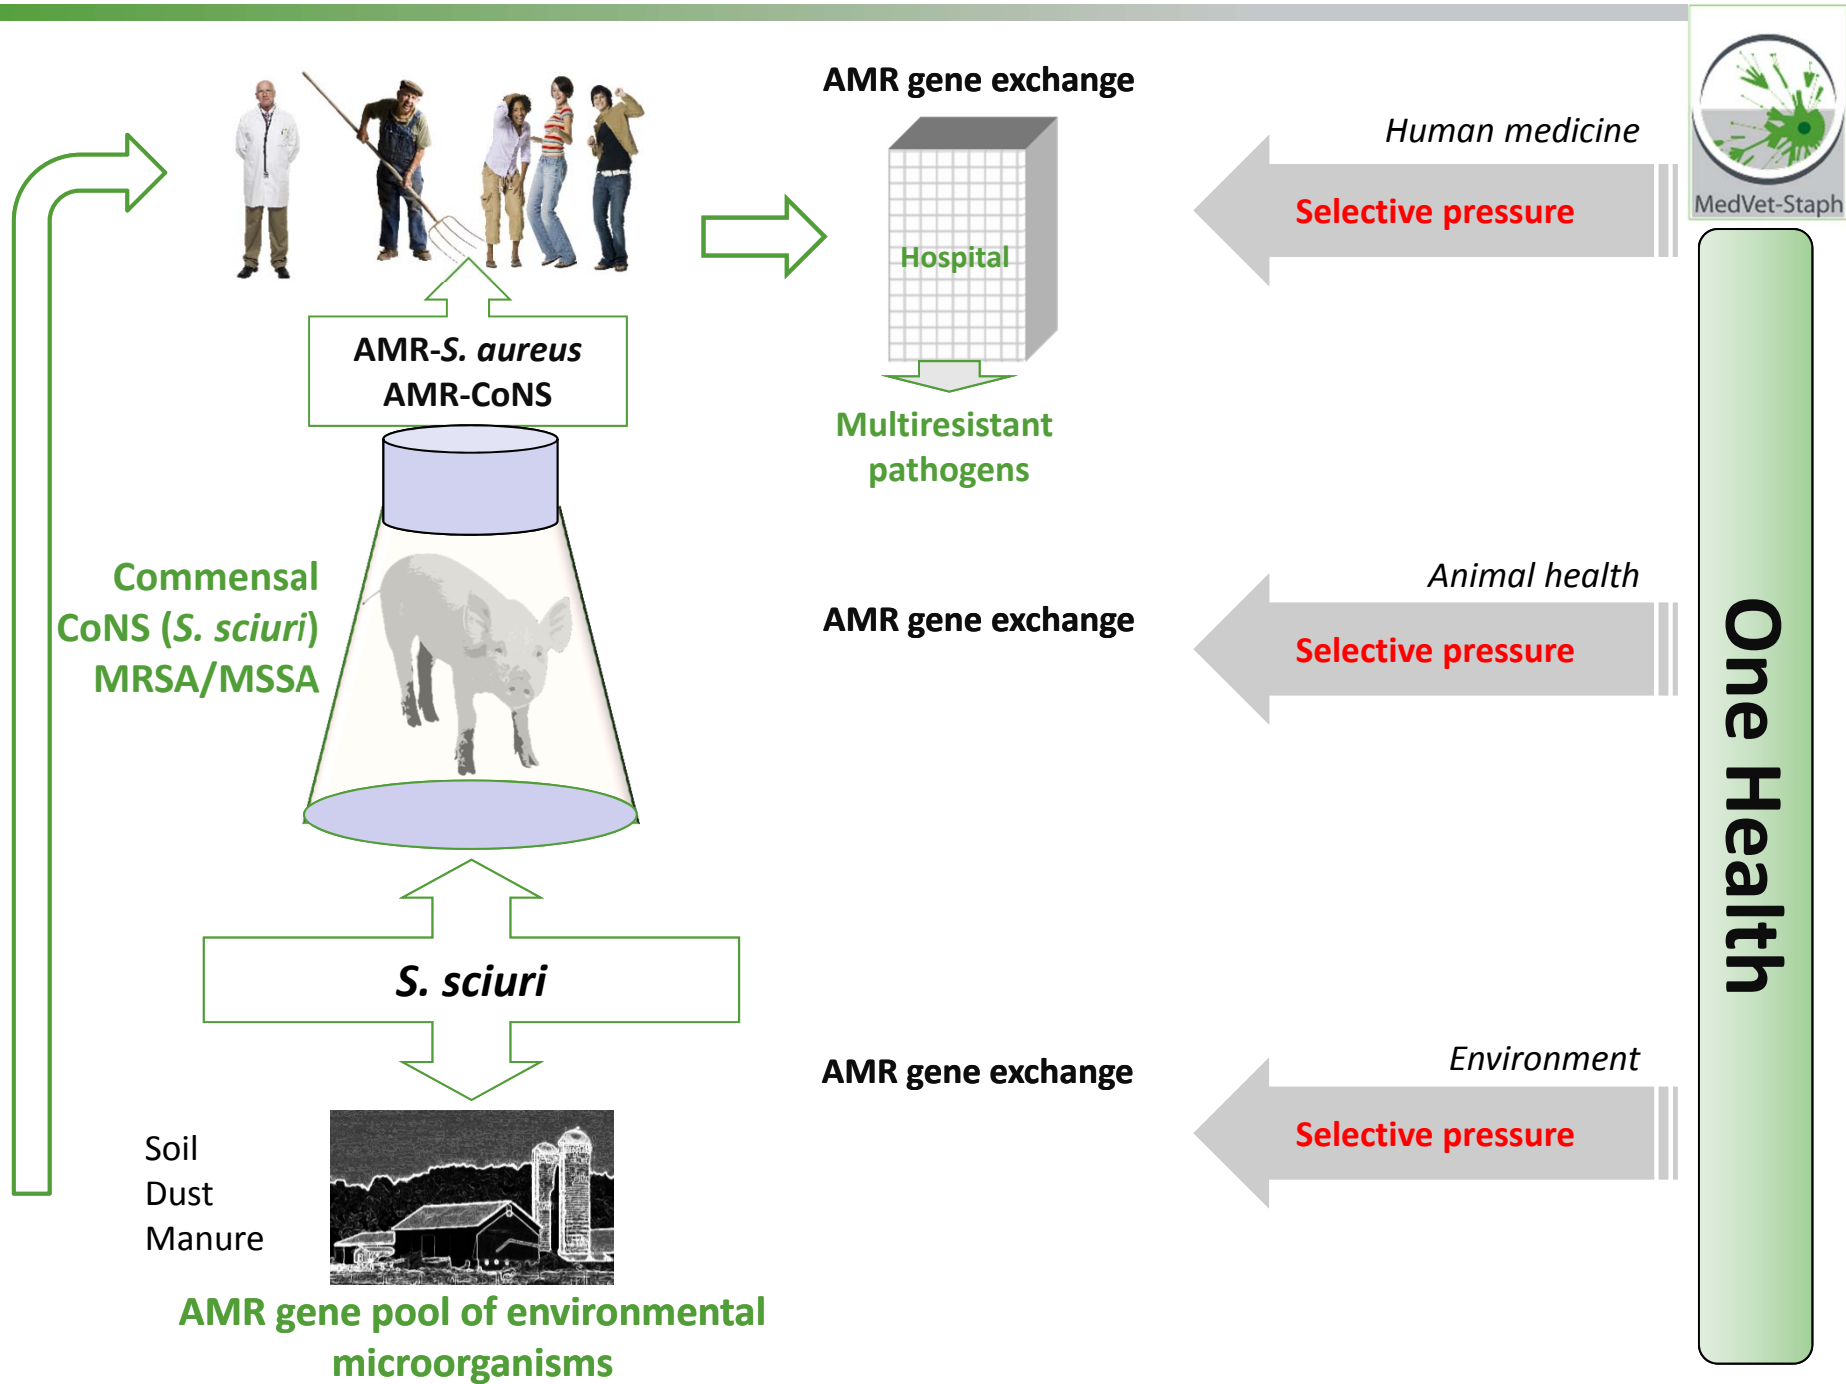 AMR gene exchange
Human medicine
Selective pressure
MedVet-Staph
Hospital
AMR-S. aureus
AMR-CoNS
Multiresistant
pathogens
Commensal
CoNS (S. sciuri)
MRSA/MSSA
AMR gene exchange
Animal health
Selective pressure
One Health
S. sciuri
AMR gene exchange
Environment
Selective pressure
Soil
Dust
Manure
AMR gene pool of environmental
microorganisms